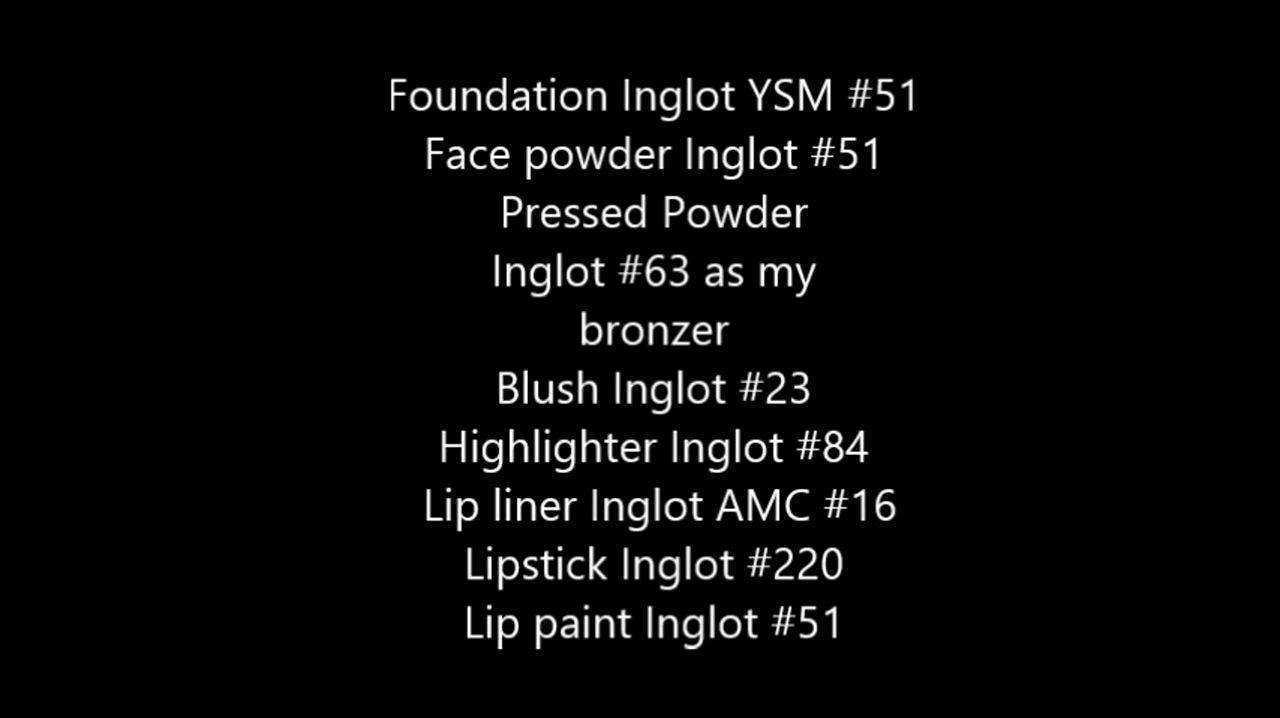 Foundation Inglot YSM #51
Face powder Inglot #51
Pressed Powder
Inglot #63 as my
bronzer
Blush Inglot #23
Highlighter Inglot #84
Lip liner Inglot AMC #16
Lipstick Inglot #220
Lip paint Inglot #51